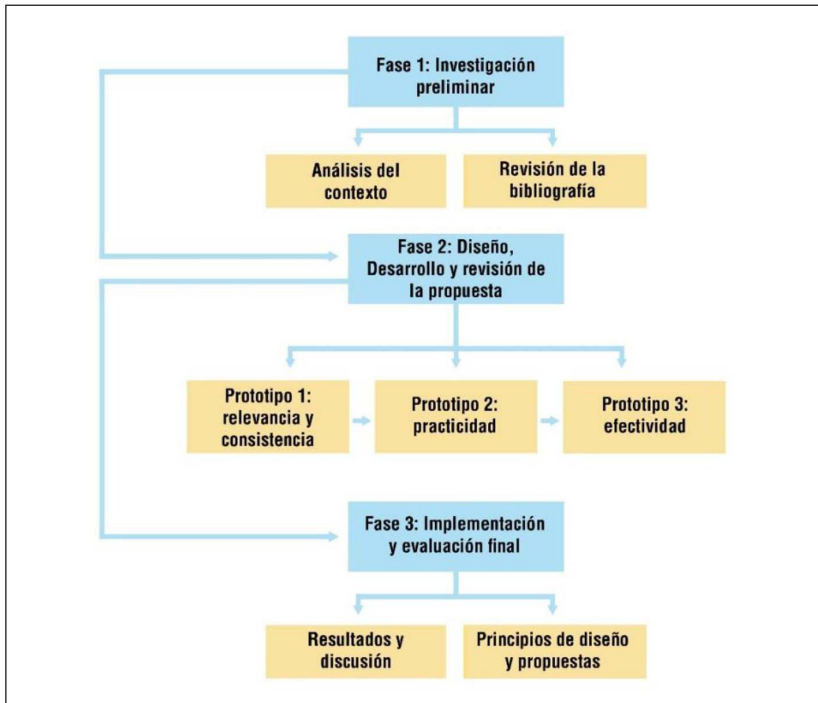 Fase 1: Investigación
preliminar
Análisis del
contexto
Revisión de la
bibliografía
Fase 2: Diseño,
Desarrollo y revisión de
la propuesta
Prototipo 1:
relevancia y
consistencia
Prototipo 2:
practicidad
Prototipo 3:
efectividad
Fase 3: Implementación
y evaluación final
Resultados y
discusión
Principios de diseño
y propuestas